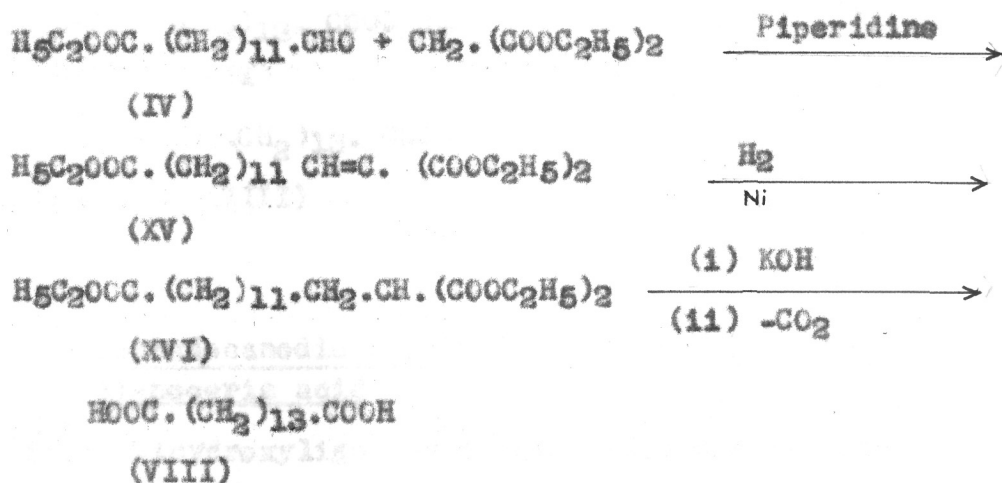 H5C2OOC.(CH2)11.CHO + CH2.(COOC2H5)2 Piperidine
(IV)
H5C2OOC.(CH2)11 CH=C. (COOC2H5)2 H2
Ni
(XV)
H5C2OOC.(CH2)11.CH2.CH.(COOC2H5)2 (i) KOH
(ii) -CO2
(XVI)
HOOC.(CH2)13.COOH
(VIII)